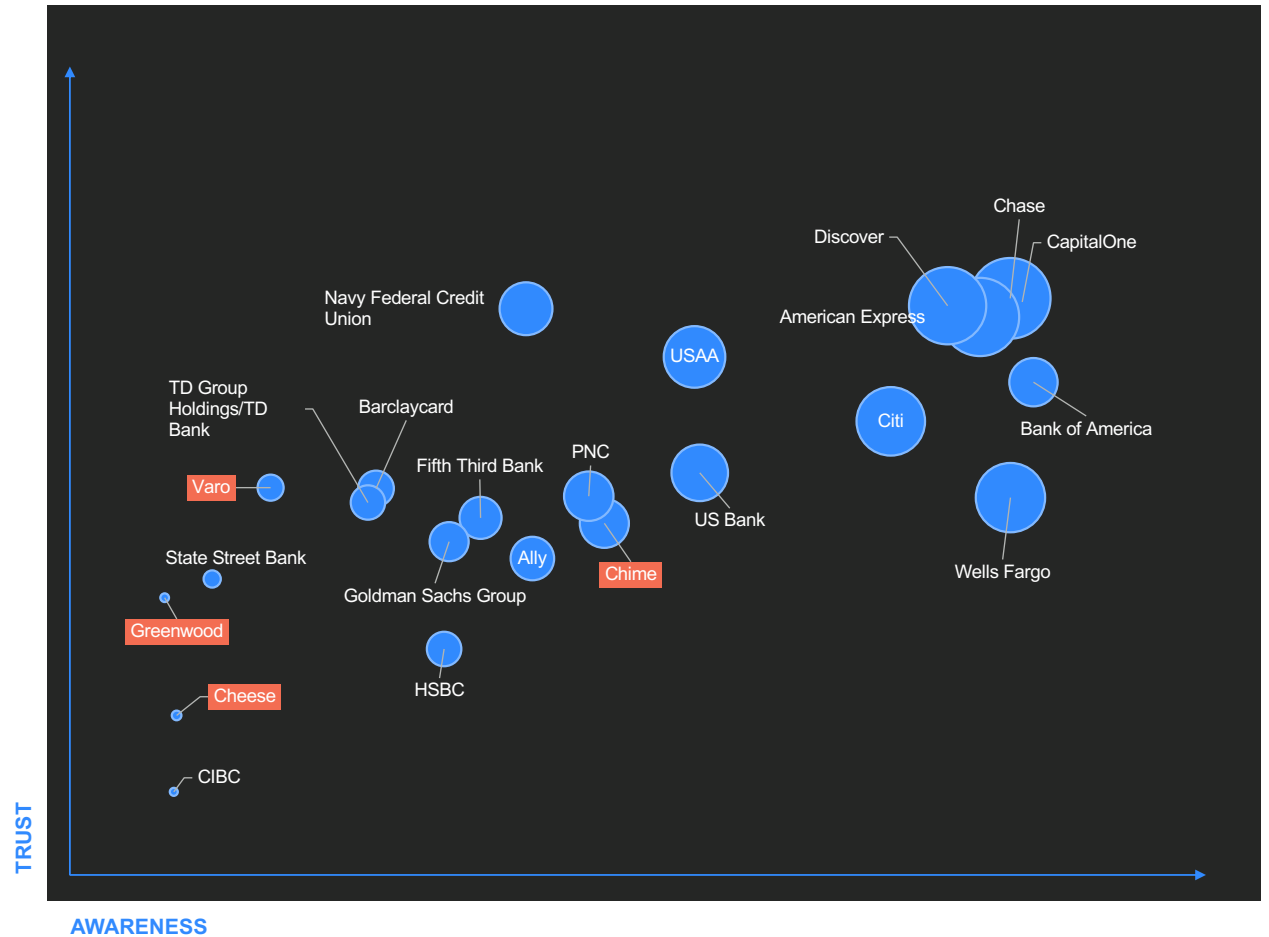 Chase
Discover
CapitalOne
Navy Federal Credit
Union
American Express
USAA
TD Group
Holdings/TD
Bank
Barclaycard
Citi
Bank of America
PNC
Fifth Third Bank
Varo
US Bank
State Street Bank
Ally
Chime
Wells Fargo
Goldman Sachs Group
Greenwood
HSBC
Cheese
CIBC
TRUST
AWARENESS